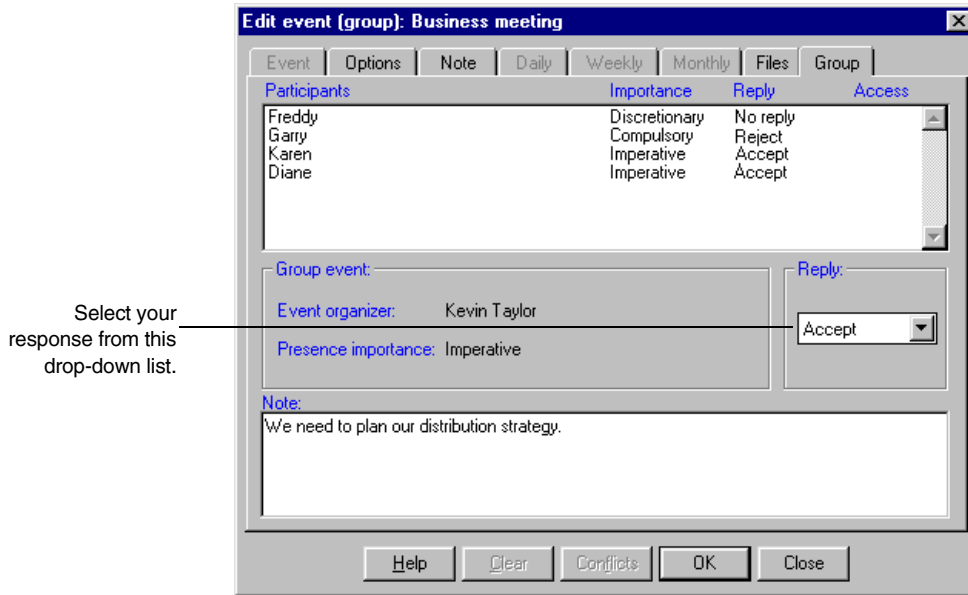 Edit event (group): Business meeting
Event Options Note Daily Weekly Monthly Files Group
Participants Importance Reply Access
Freddy Discretionary No reply
Garry Compulsory Reject
Karen Imperative Accept
Diane Imperative Accept
Group event: Reply:
Event organizer: Kevin Taylor
Select your
response from this
drop-down list.
Accept
Presence importance: Imperative
Note:
We need to plan our distribution strategy.
Help Clear Conflicts OK Close